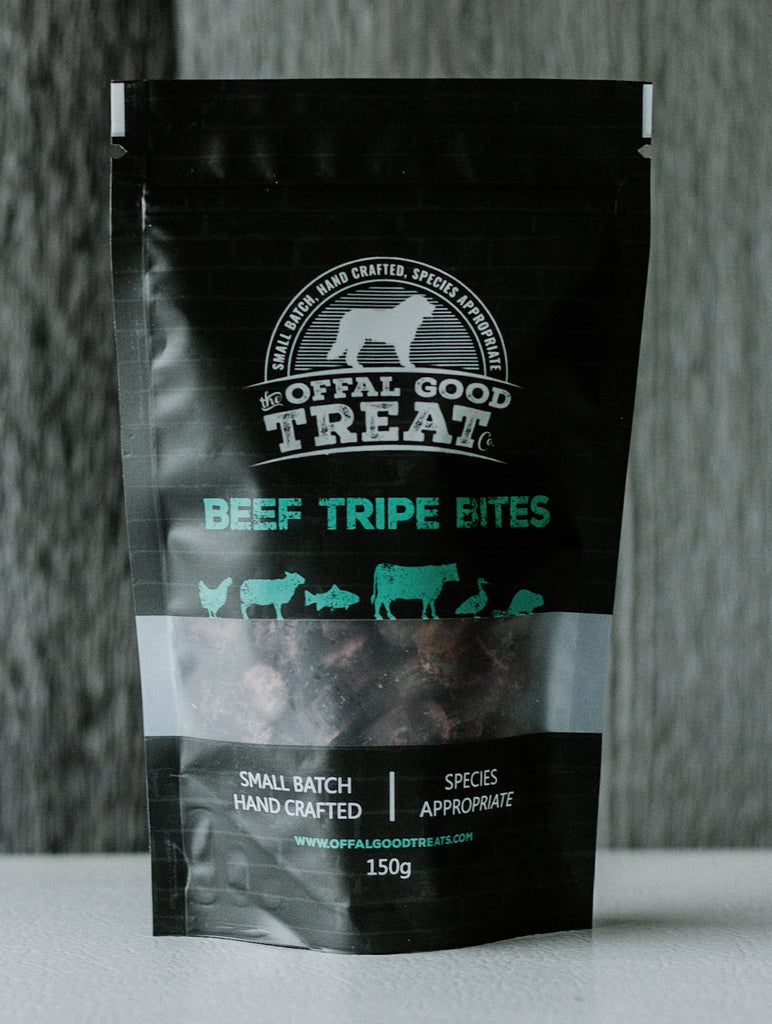 SMALL BATCH, HAND CRAFTED, SPECIES APPROPRIATE
the OFFAL GOOD
TREAT Co.
BEEF TRIPE BITES
SMALL BATCH
HAND CRAFTED
SPECIES
APPROPRIATE
WWW.OFFALGOODTREATS.COM
150g